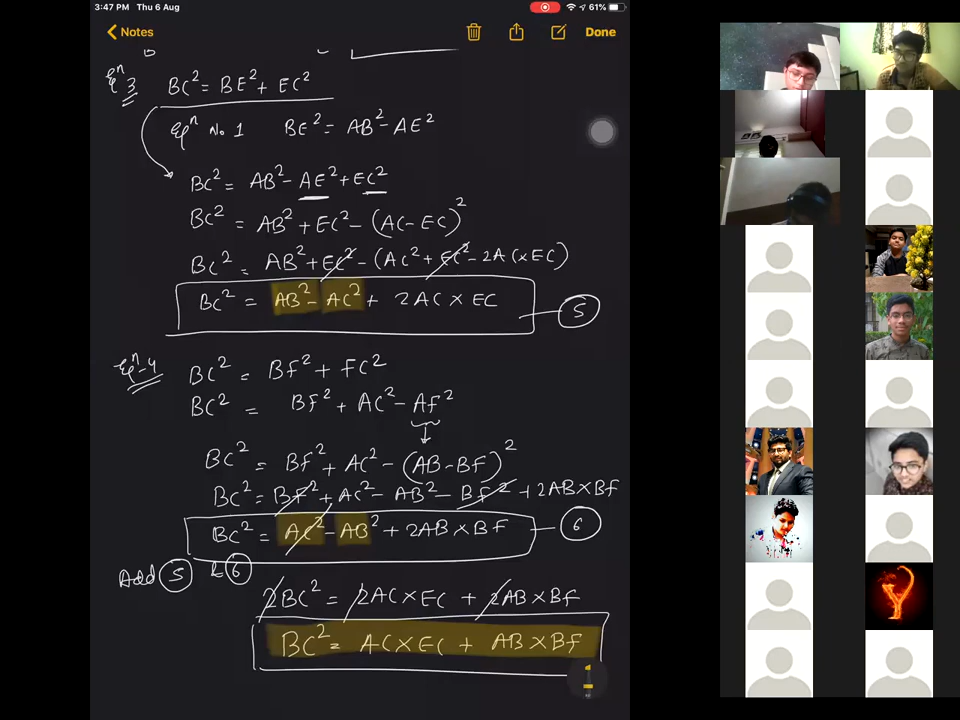 3:47 PM Thu 6 Aug
61%
Notes
Done
Eqⁿ 3 BC² = BE² + EC²
Eqⁿ No 1 BE² = AB² - AE²
BC² = AB² - AE² + EC²
BC² = AB² + EC² - (AC - EC)²
BC² = AB² + EC² - (AC² + EC² - 2AC × EC)
BC² = AB² - AC² + 2AC × EC 5
Eqⁿ-4 BC² = BF² + FC²
BC² = BF² + AC² - AF²
BC² = BF² + AC² - (AB - BF)²
BC² = BF² + AC² - AB² - BF² + 2AB × BF
BC² = AC² - AB² + 2AB × BF 6
Add 5 & 6
2BC² = 2AC × EC + 2AB × BF
BC² = AC × EC + AB × BF